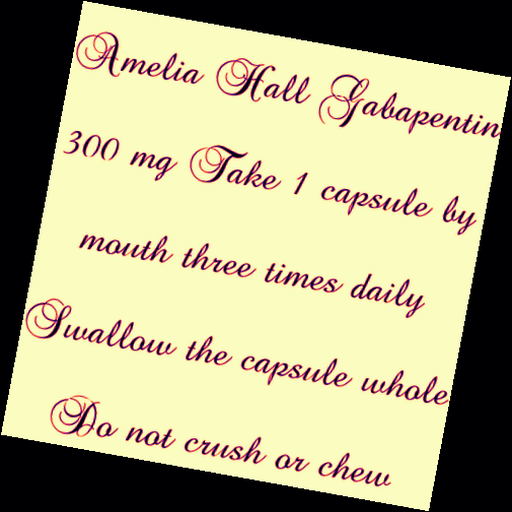 Amelia Hall Gabapentin
300 mg Take 1 capsule by
mouth three times daily
Swallow the capsule whole
Do not crush or chew